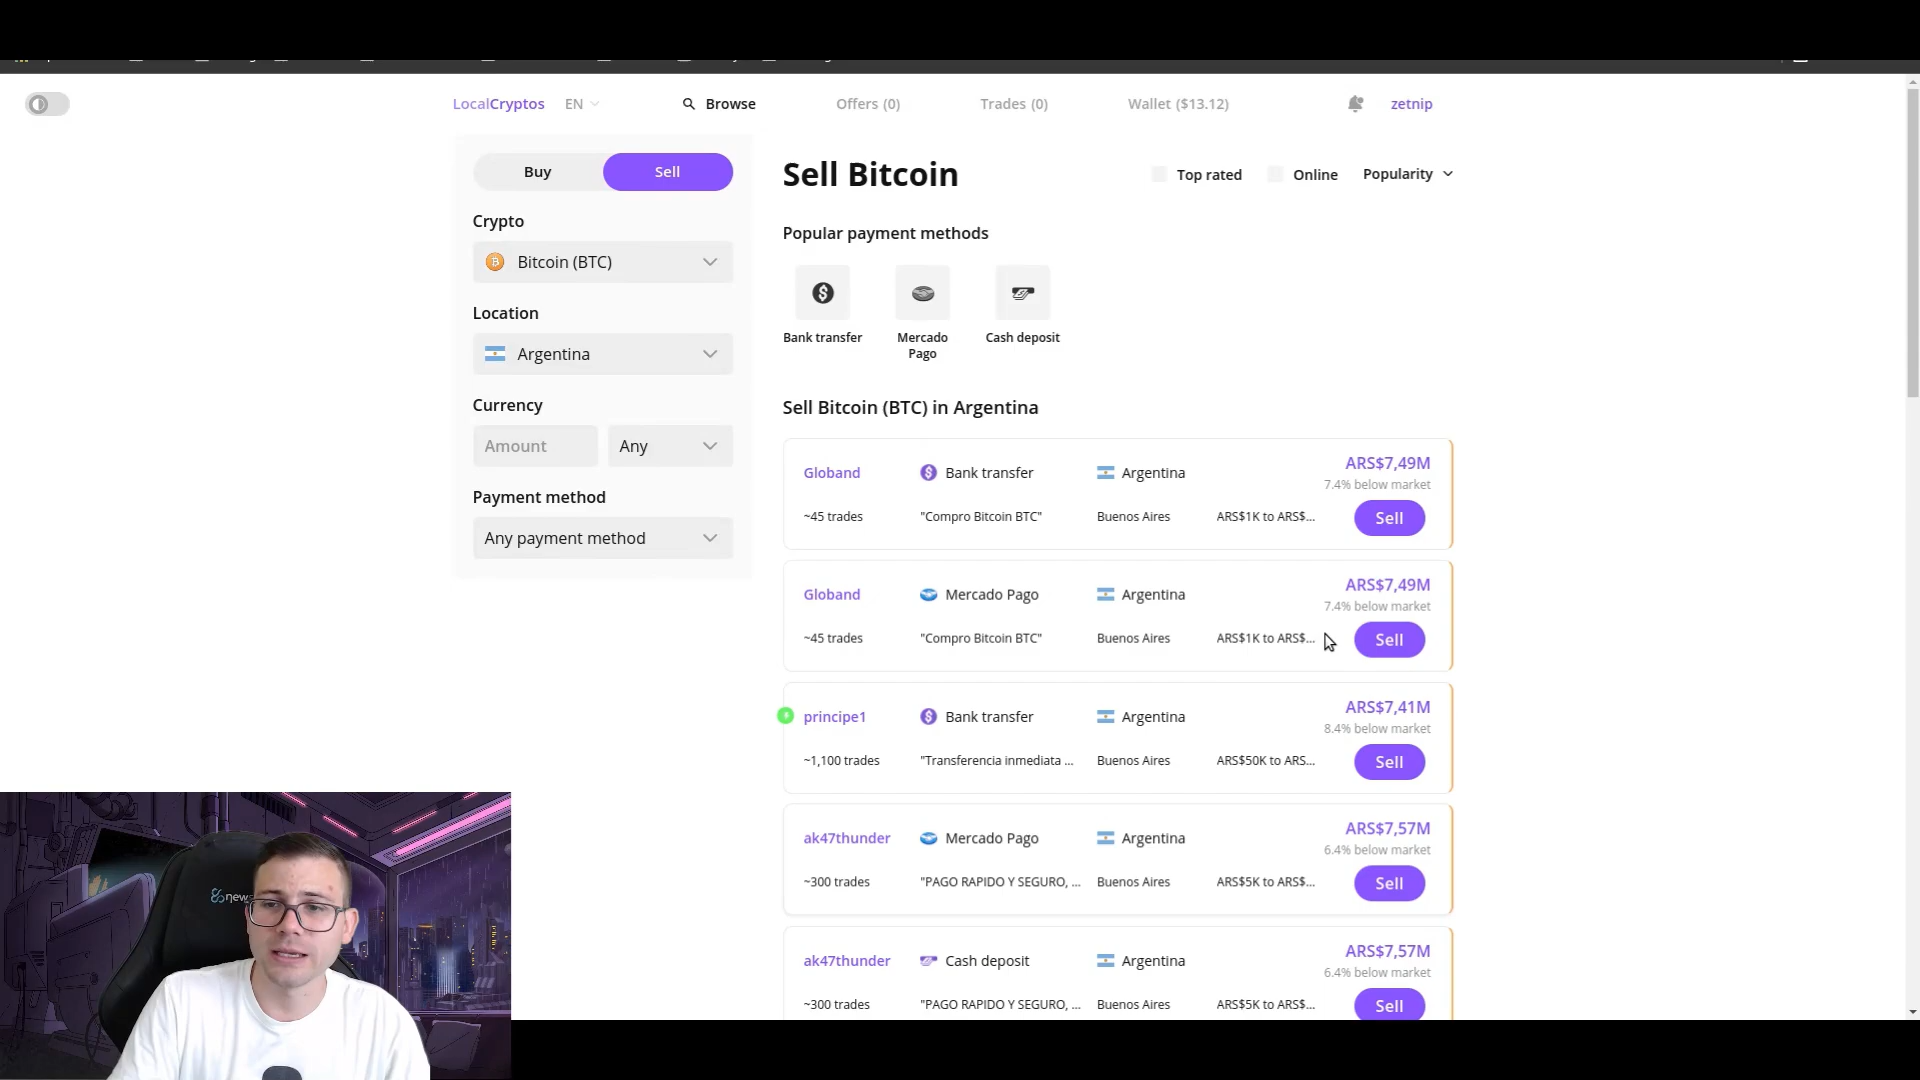 LocalCryptos EN Browse Offers (0) Trades (0) Wallet ($13.12) zetnip
Buy Sell
Crypto
Bitcoin (BTC)
Location
Argentina
Currency
Amount Any
Payment method
Any payment method
Sell Bitcoin Top rated Online Popularity
Popular payment methods
Bank transfer
Mercado
Pago
Cash deposit
Sell Bitcoin (BTC) in Argentina
Globand Bank transfer Argentina ARS$7,49M
7.4% below market
~45 trades "Compro Bitcoin BTC" Buenos Aires ARS$1K to ARS$... Sell
Globand Mercado Pago Argentina ARS$7,49M
7.4% below market
~45 trades "Compro Bitcoin BTC" Buenos Aires ARS$1K to ARS$... Sell
principe1 Bank transfer Argentina ARS$7,41M
8.4% below market
~1,100 trades "Transferencia inmediata ... Buenos Aires ARS$50K to ARS... Sell
ak47thunder Mercado Pago Argentina ARS$7,57M
6.4% below market
~300 trades "PAGO RAPIDO Y SEGURO, ... Buenos Aires ARS$5K to ARS$... Sell
ak47thunder Cash deposit Argentina ARS$7,57M
6.4% below market
~300 trades "PAGO RAPIDO Y SEGURO, ... Buenos Aires ARS$5K to ARS$... Sell